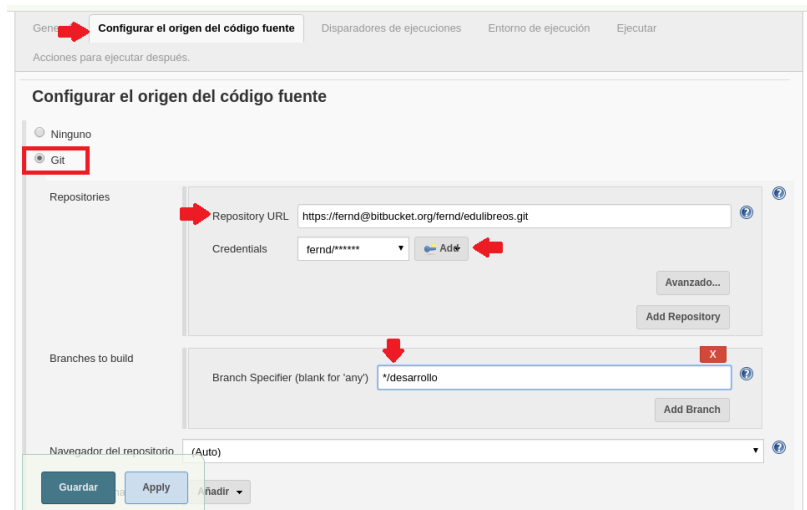 Gene
Configurar el origen del código fuente
Disparadores de ejecuciones
Entorno de ejecución
Ejecutar
Acciones para ejecutar después.
Configurar el origen del código fuente
Ninguno
Git
Repositories
Repository URL
https://fernd@bitbucket.org/fernd/edulibreos.git
Credentials
fernd/******
Add
Avanzado...
Add Repository
Branches to build
X
Branch Specifier (blank for 'any')
*/desarrollo
Add Branch
Navegador del repositorio
(Auto)
Guardar
Apply
Añadir